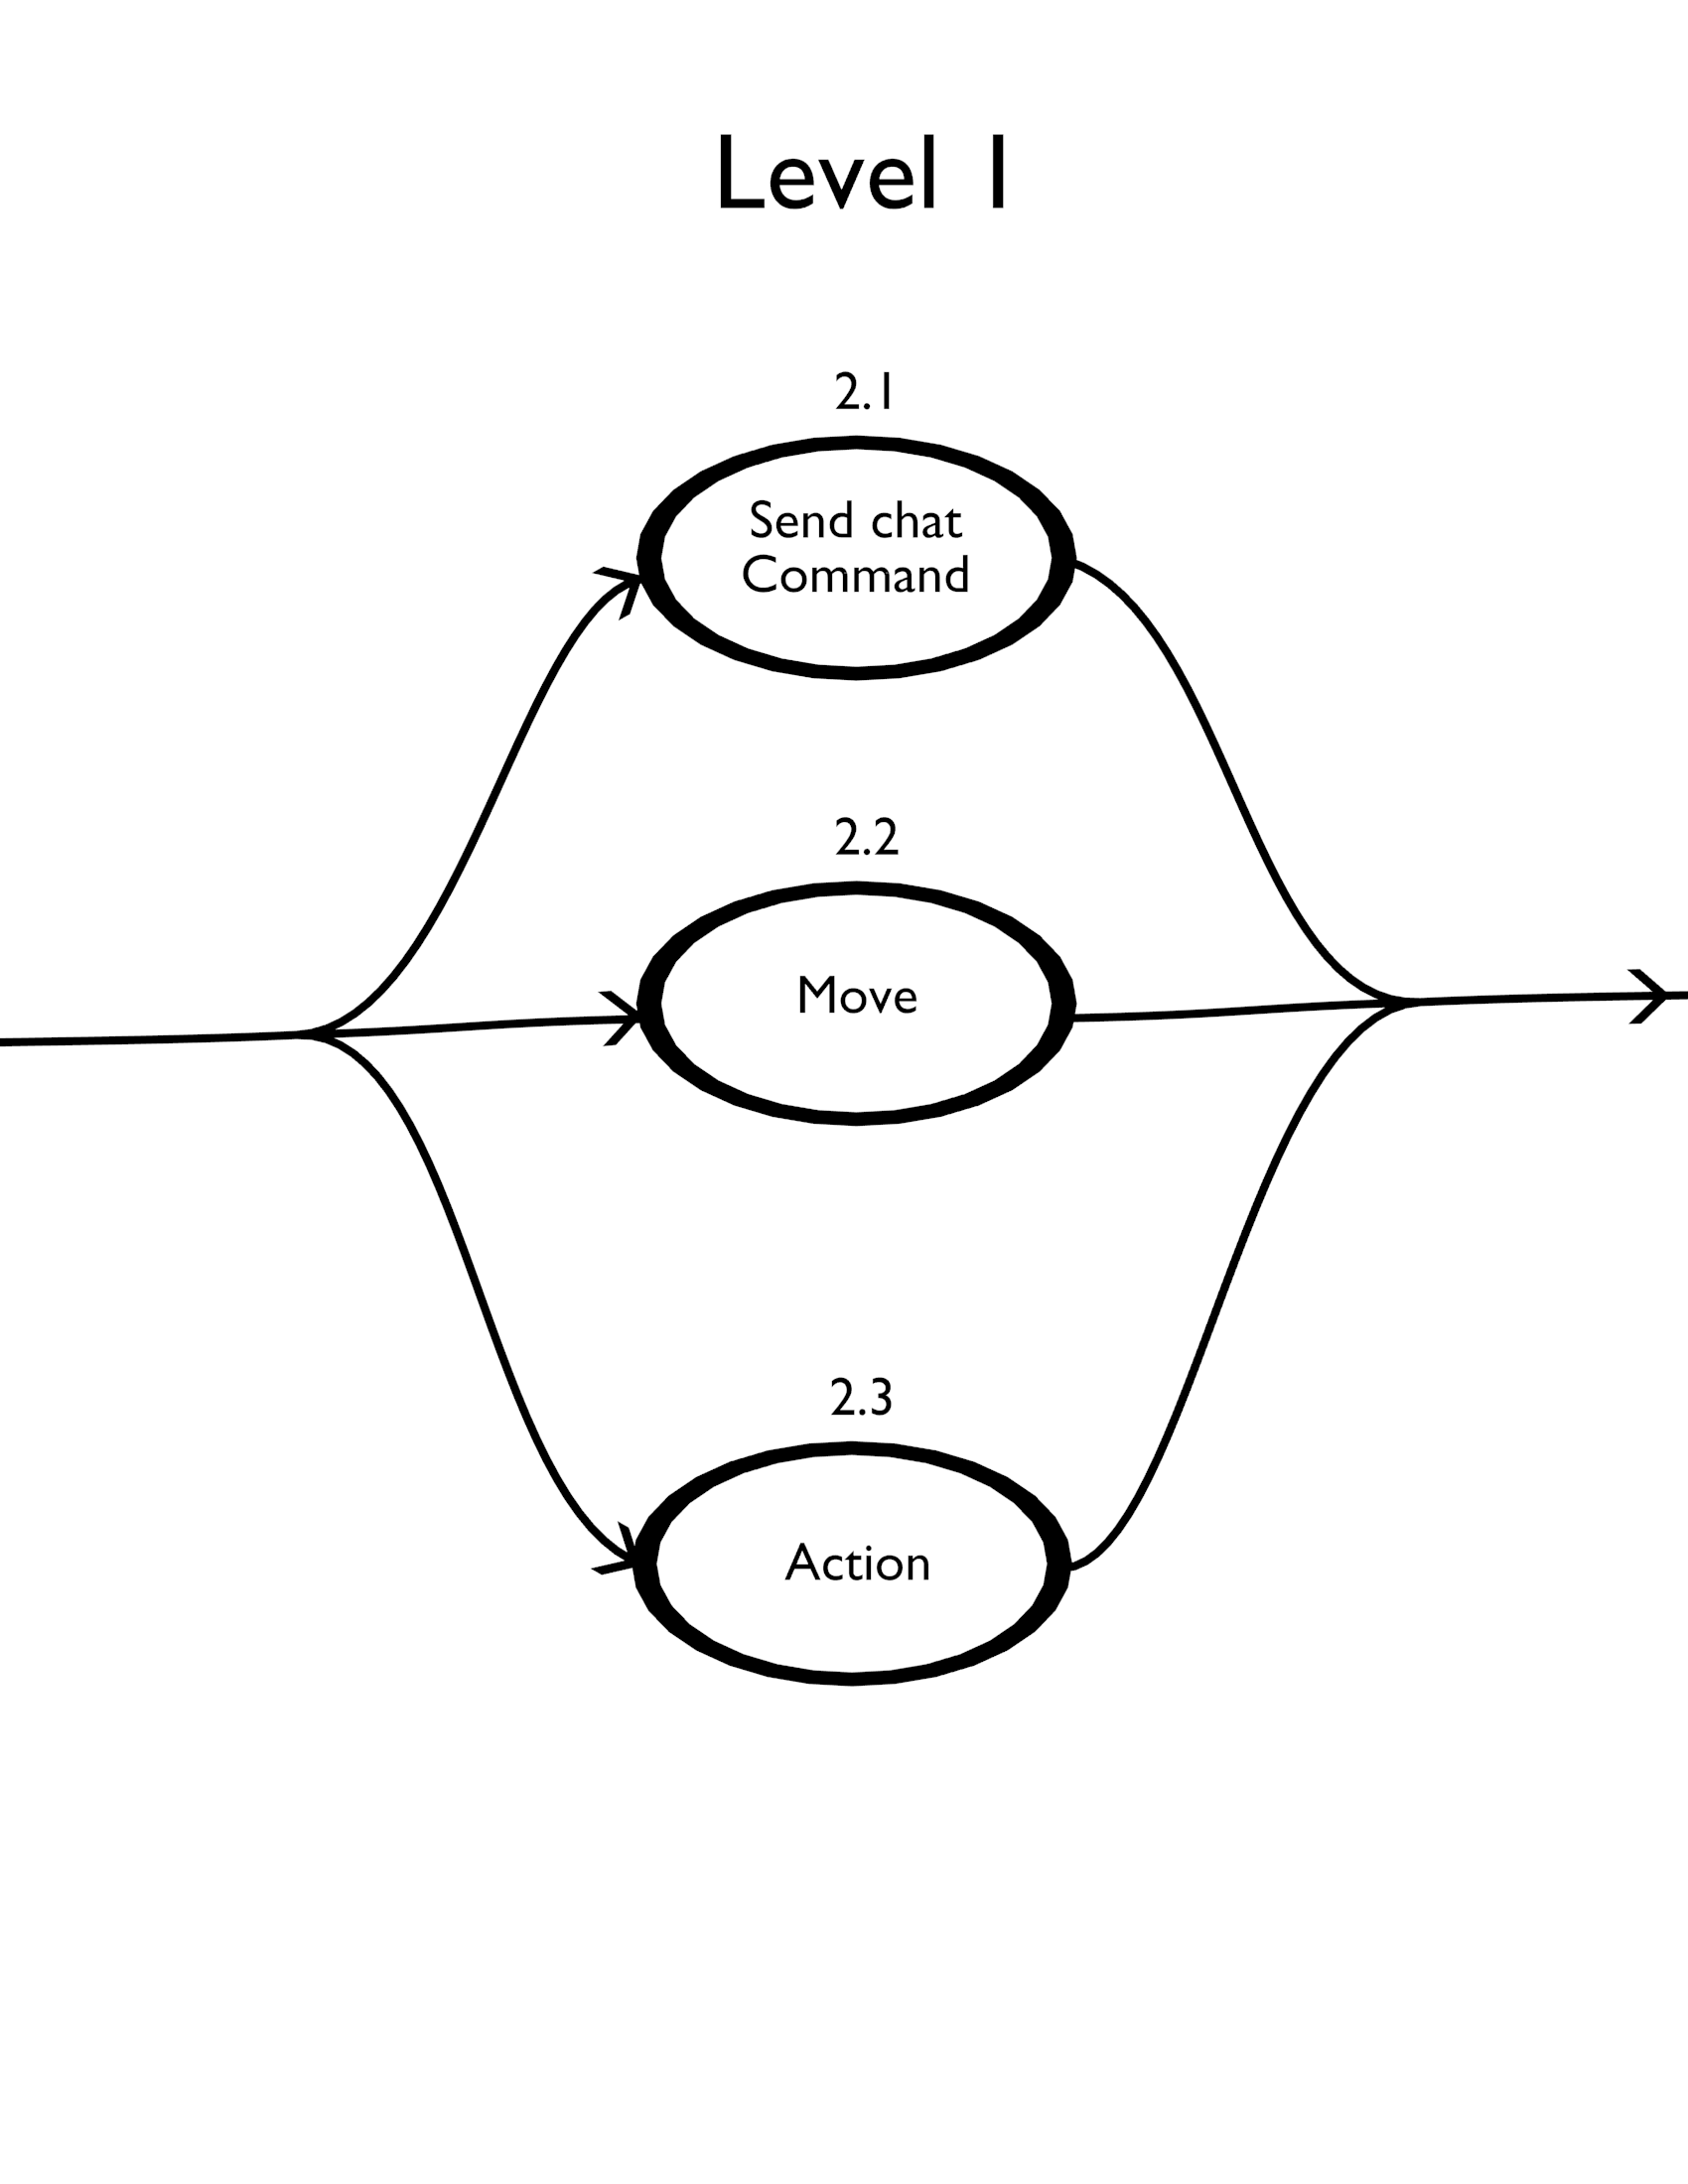 Level 1
2.1
Send chat
Command
2.2
Move
2.3
Action